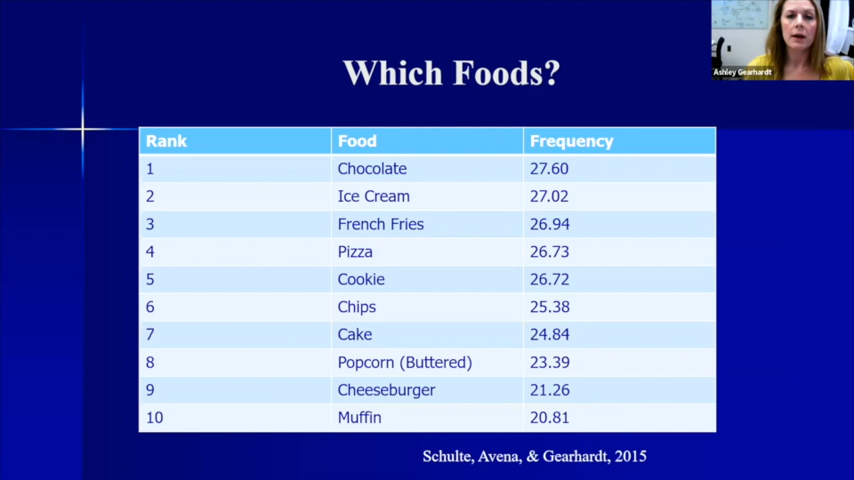 Which Foods?
Ashley Gearhardt
Rank Food Frequency
1 Chocolate 27.60
2 Ice Cream 27.02
3 French Fries 26.94
4 Pizza 26.73
5 Cookie 26.72
6 Chips 25.38
7 Cake 24.84
8 Popcorn (Buttered) 23.39
9 Cheeseburger 21.26
10 Muffin 20.81
Schulte, Avena, & Gearhardt, 2015